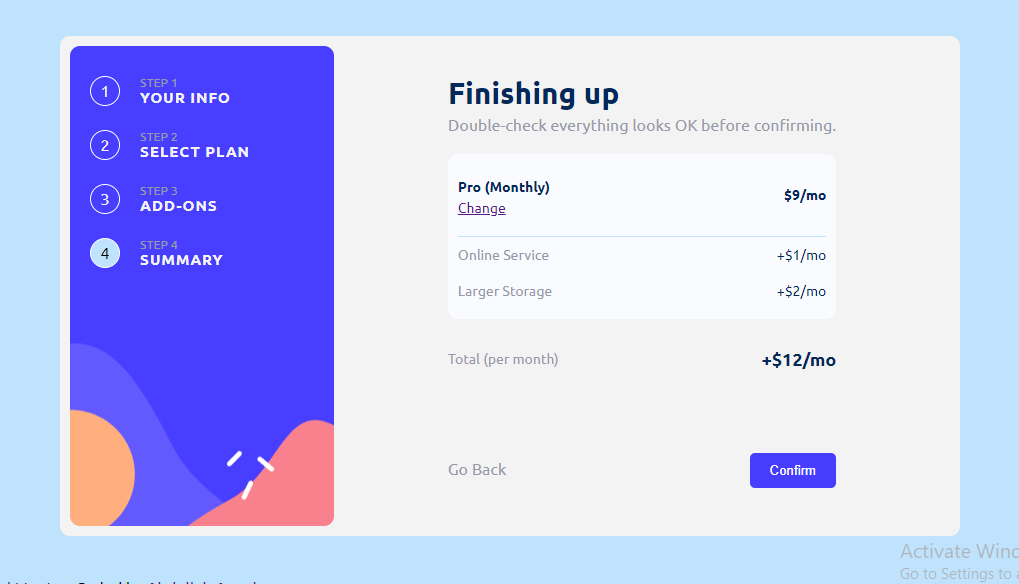 1
STEP 1
YOUR INFO
2
STEP 2
SELECT PLAN
3
STEP 3
ADD-ONS
4
STEP 4
SUMMARY
Finishing up
Double-check everything looks OK before confirming.
Pro (Monthly)
$9/mo
Change
Online Service
+$1/mo
Larger Storage
+$2/mo
Total (per month)
+$12/mo
Go Back
Confirm
Activate Winc
Go to Settings to a